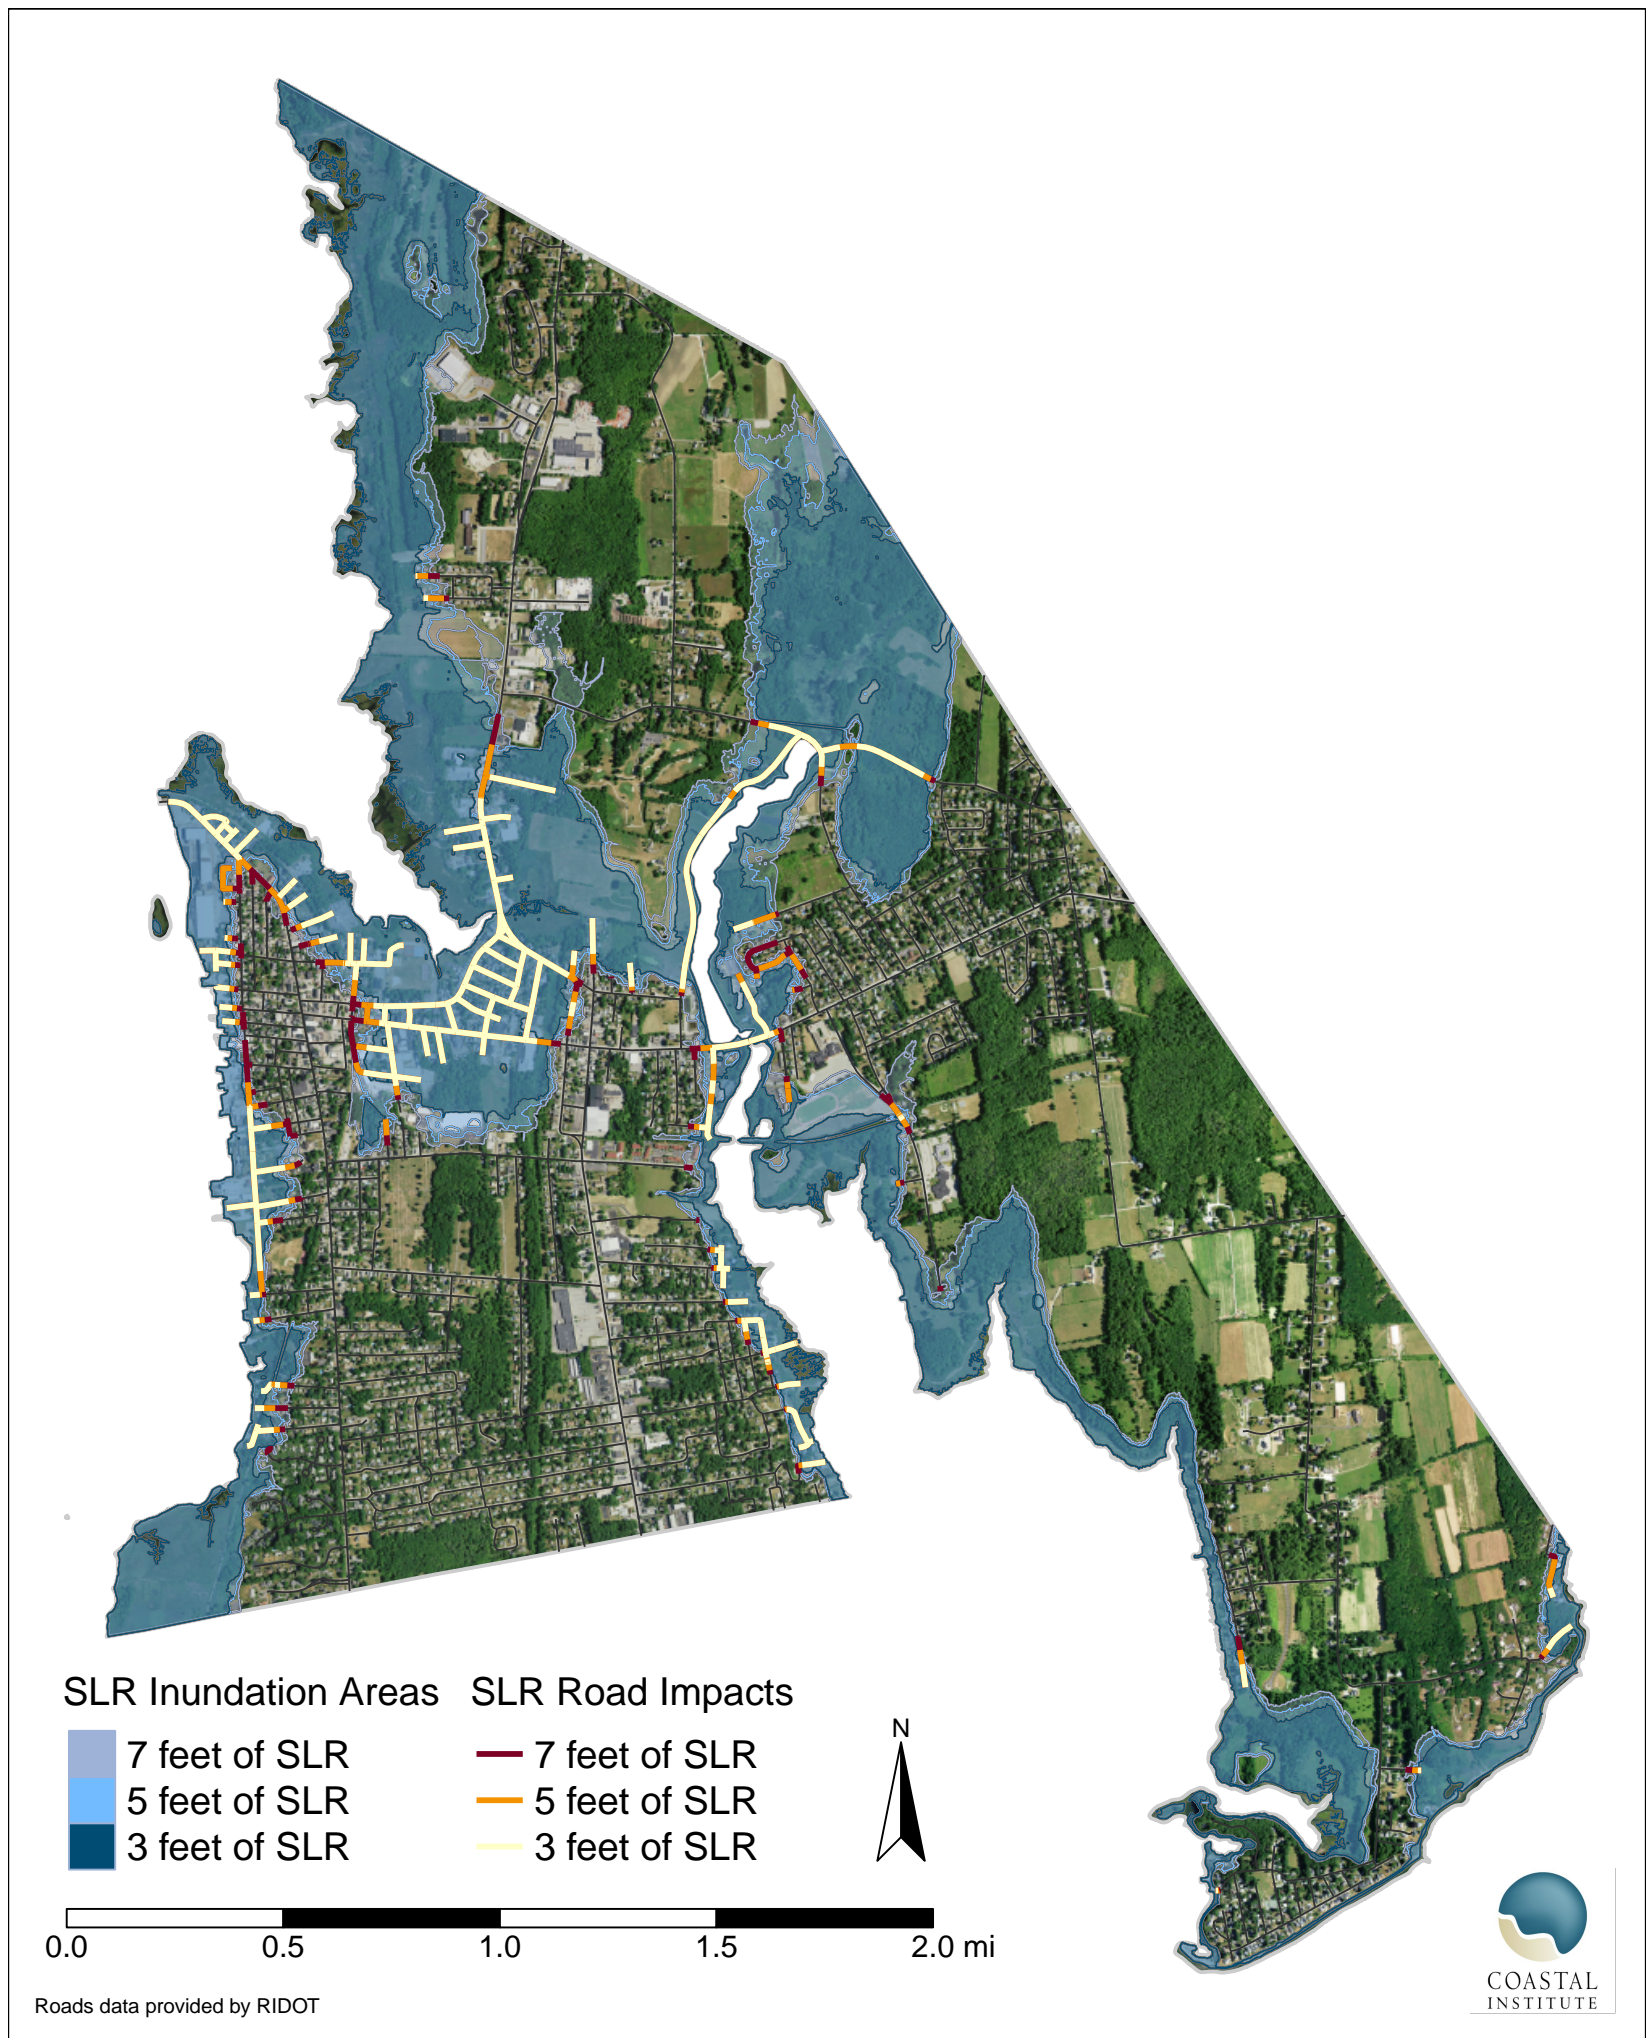 SLR Inundation Areas
7 feet of SLR
5 feet of SLR
3 feet of SLR
SLR Road Impacts
7 feet of SLR
5 feet of SLR
3 feet of SLR
N
0.0 0.5 1.0 1.5 2.0 mi
Roads data provided by RIDOT
COASTAL
INSTITUTE